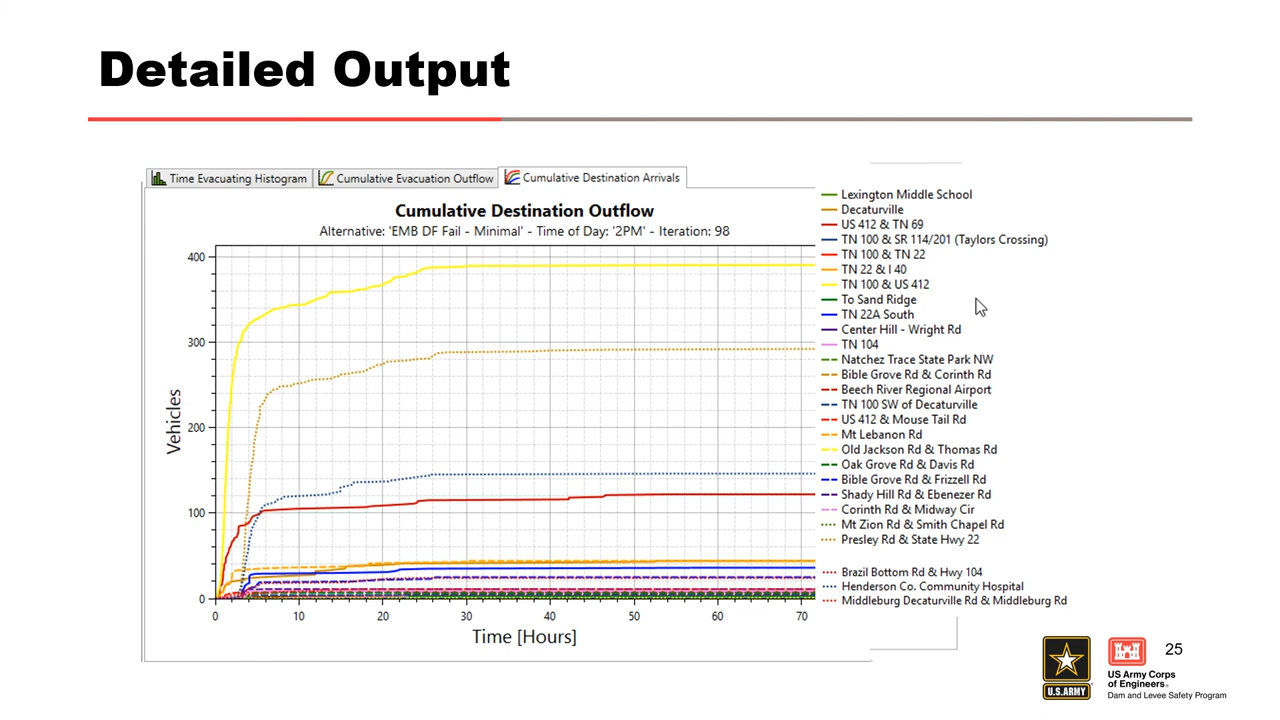 Detailed Output
Time Evacuating Histogram
Cumulative Evacuation Outflow
Cumulative Destination Arrivals
Cumulative Destination Outflow
Alternative: 'EMB DF Fail - Minimal' - Time of Day: '2PM' - Iteration: 98
Vehicles
400
300
200
100
0
0 10 20 30 40 50 60 70
Time [Hours]
Lexington Middle School
Decaturville
US 412 & TN 69
TN 100 & SR 114/201 (Taylors Crossing)
TN 100 & TN 22
TN 22 & I 40
TN 100 & US 412
To Sand Ridge
TN 22A South
Center Hill - Wright Rd
TN 104
Natchez Trace State Park NW
Bible Grove Rd & Corinth Rd
Beech River Regional Airport
TN 100 SW of Decaturville
US 412 & Mouse Tail Rd
Mt Lebanon Rd
Old Jackson Rd & Thomas Rd
Oak Grove Rd & Davis Rd
Bible Grove Rd & Frizzell Rd
Shady Hill Rd & Ebenezer Rd
Corinth Rd & Midway Cir
Mt Zion Rd & Smith Chapel Rd
Presley Rd & State Hwy 22
Brazil Bottom Rd & Hwy 104
Henderson Co. Community Hospital
Middleburg Decaturville Rd & Middleburg Rd
U.S.ARMY
US Army Corps
of Engineers®
Dam and Levee Safety Program
25